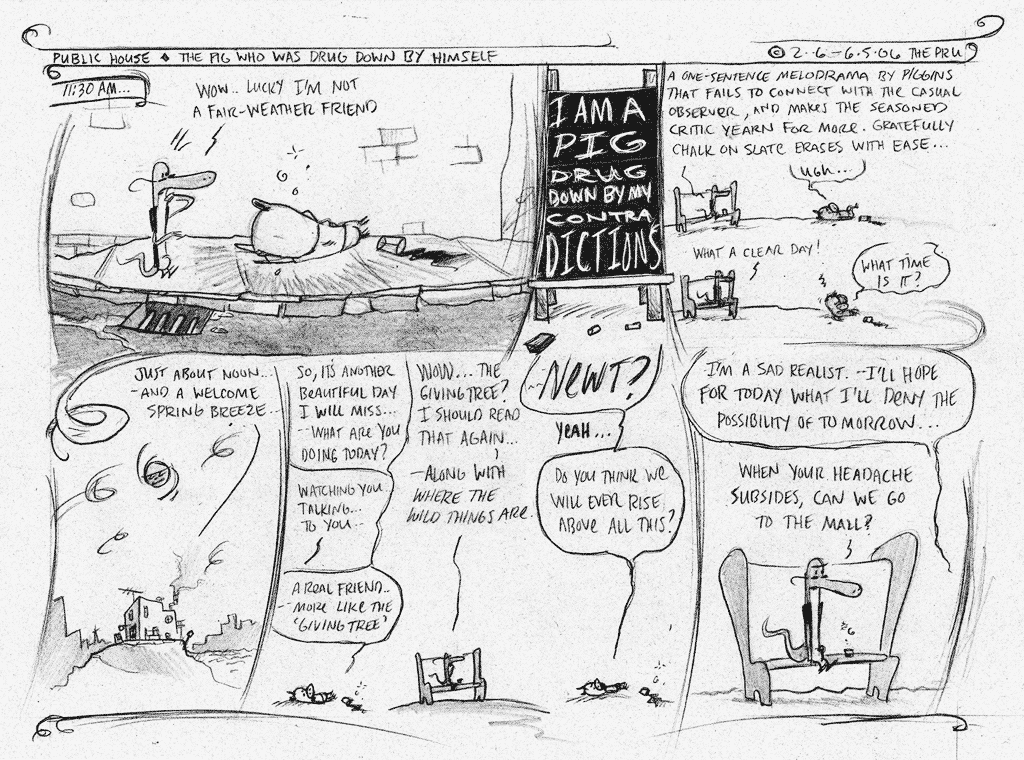 PUBLIC HOUSE ◆ THE PIG WHO WAS DRUG DOWN BY HIMSELF
© 2..6–6.5.06 THE PRU
11:30 AM...
WOW.. LUCKY I'M NOT
A FAIR-WEATHER FRIEND
I AM A
PIG
DRUG
DOWN BY MY
CONTRA
DICTIONS
A ONE-SENTENCE MELODRAMA BY PIGGINS
THAT FAILS TO CONNECT WITH THE CASUAL
OBSERVER, AND MAKES THE SEASONED
CRITIC YEARN FOR MORE. GRATEFULLY
CHALK ON SLATE ERASES WITH EASE...
UGH...
WHAT A CLEAR DAY!
WHAT TIME
IS IT?
JUST ABOUT NOON...
-AND A WELCOME
SPRING BREEZE..
SO, IT'S ANOTHER
BEAUTIFUL DAY
I WILL MISS...
--WHAT ARE YOU
DOING TODAY?
WATCHING YOU
TALKING...
TO YOU..
A REAL FRIEND..
--MORE LIKE THE
'GIVING TREE'
WOW... THE
GIVING TREE?
I SHOULD READ
THAT AGAIN...
-ALONG WITH
WHERE THE
WILD THINGS ARE.
--NEWT?
YEAH...
DO YOU THINK WE
WILL EVER RISE
ABOVE ALL THIS?
I'M A SAD REALIST. --I'LL HOPE
FOR TODAY WHAT I'LL DENY THE
POSSIBILITY OF TOMORROW...
WHEN YOUR HEADACHE
SUBSIDES, CAN WE GO
TO THE MALL?